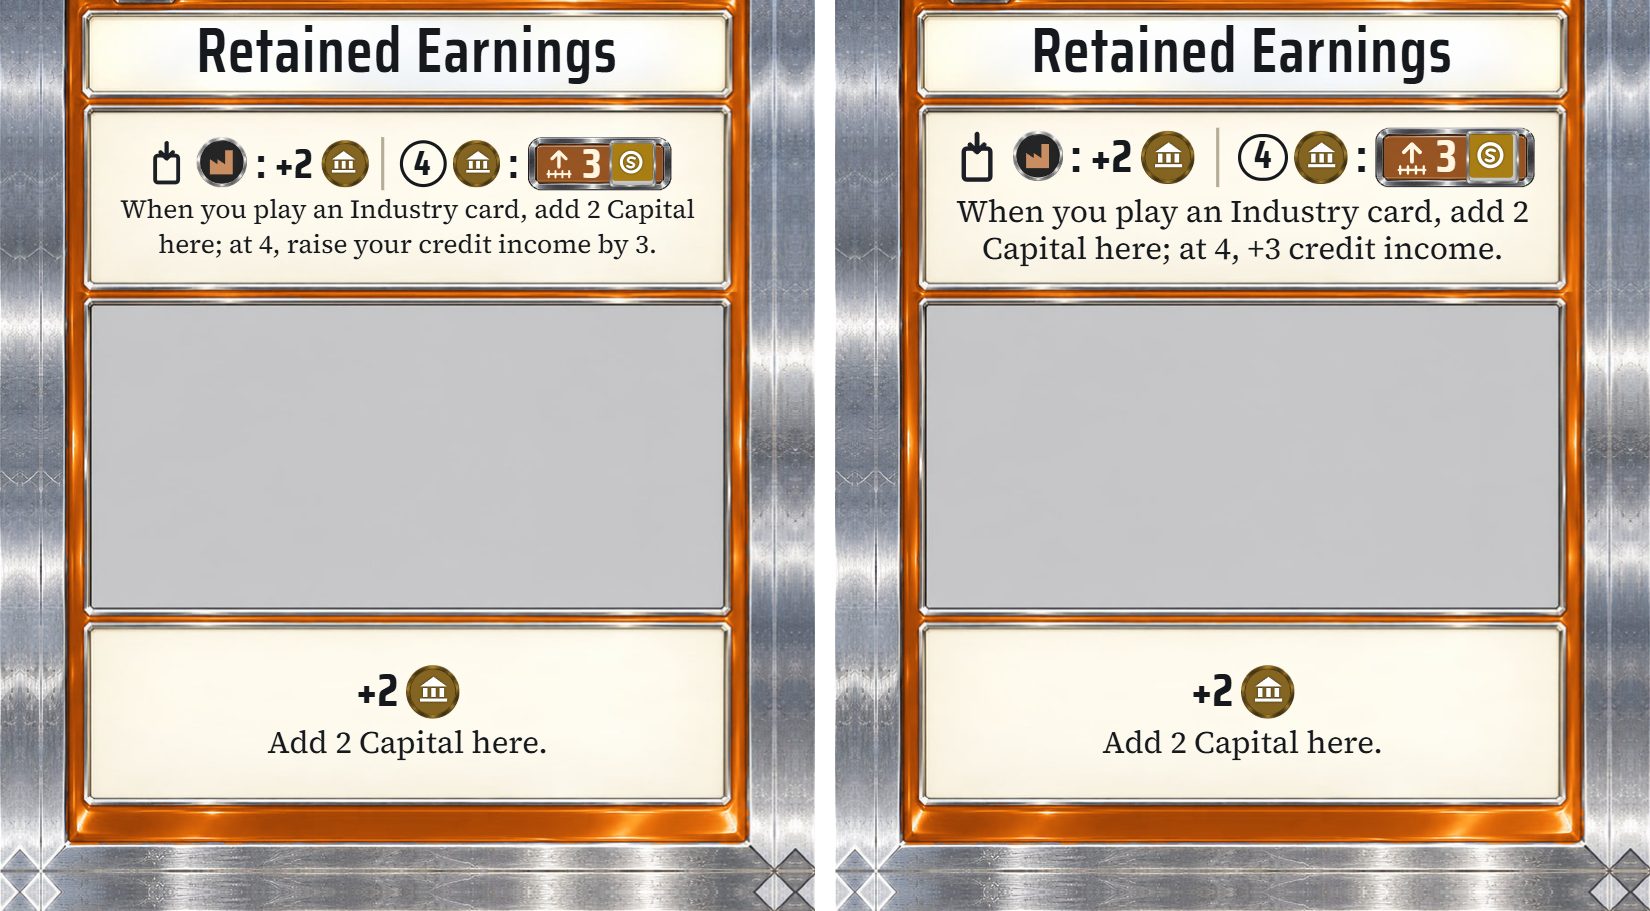 Retained Earnings
: +2 | 4 : 3 S
When you play an Industry card, add 2 Capital
here; at 4, raise your credit income by 3.
+2
Add 2 Capital here.
Retained Earnings
: +2 | 4 : 3 S
When you play an Industry card, add 2
Capital here; at 4, +3 credit income.
+2
Add 2 Capital here.